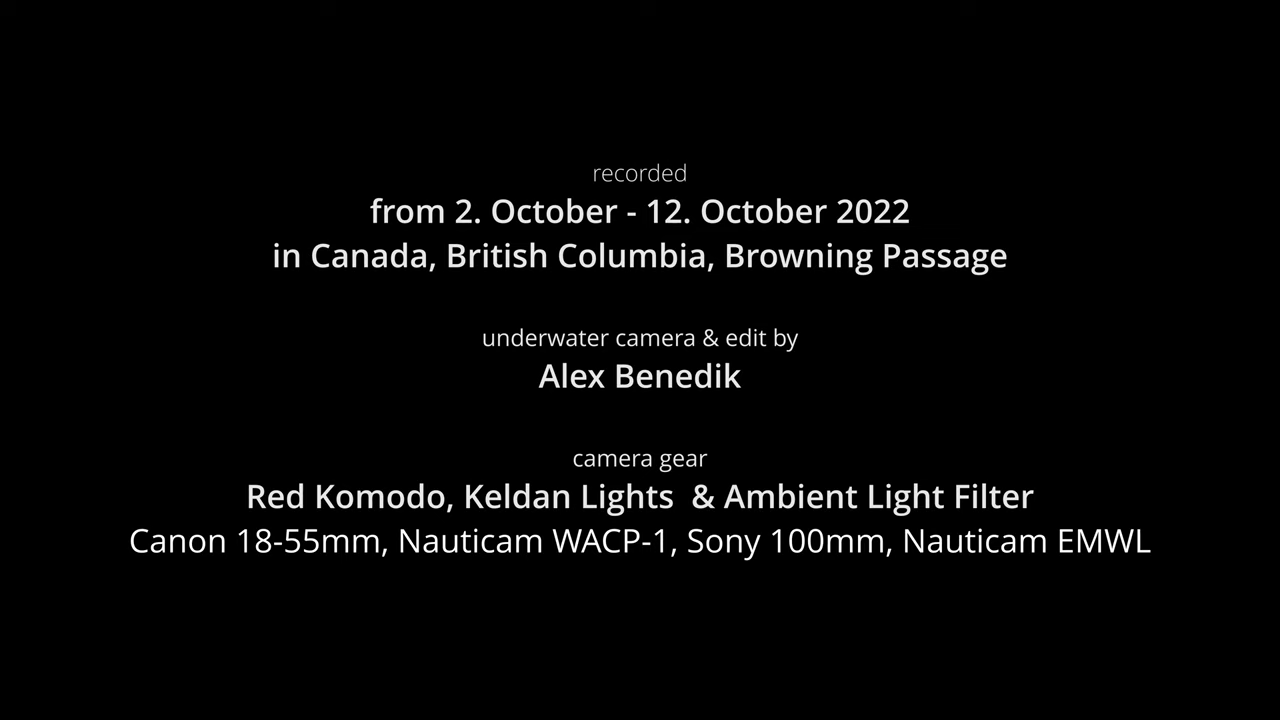 recorded
from 2. October - 12. October 2022
in Canada, British Columbia, Browning Passage
underwater camera & edit by
Alex Benedik
camera gear
Red Komodo, Keldan Lights & Ambient Light Filter
Canon 18-55mm, Nauticam WACP-1, Sony 100mm, Nauticam EMWL